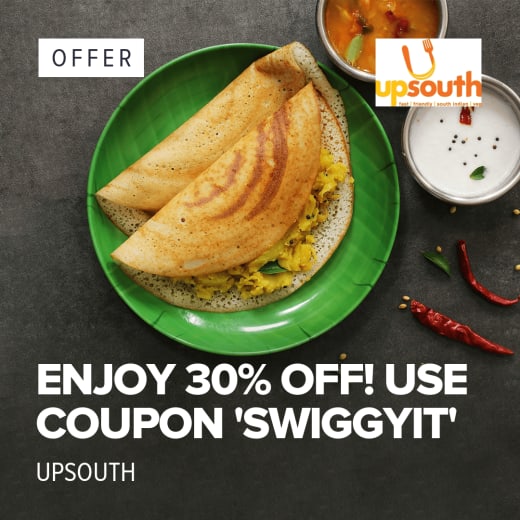 OFFER
upsouth
fast | friendly | south indian | veg
ENJOY 30% OFF! USE
COUPON 'SWIGGYIT'
UPSOUTH